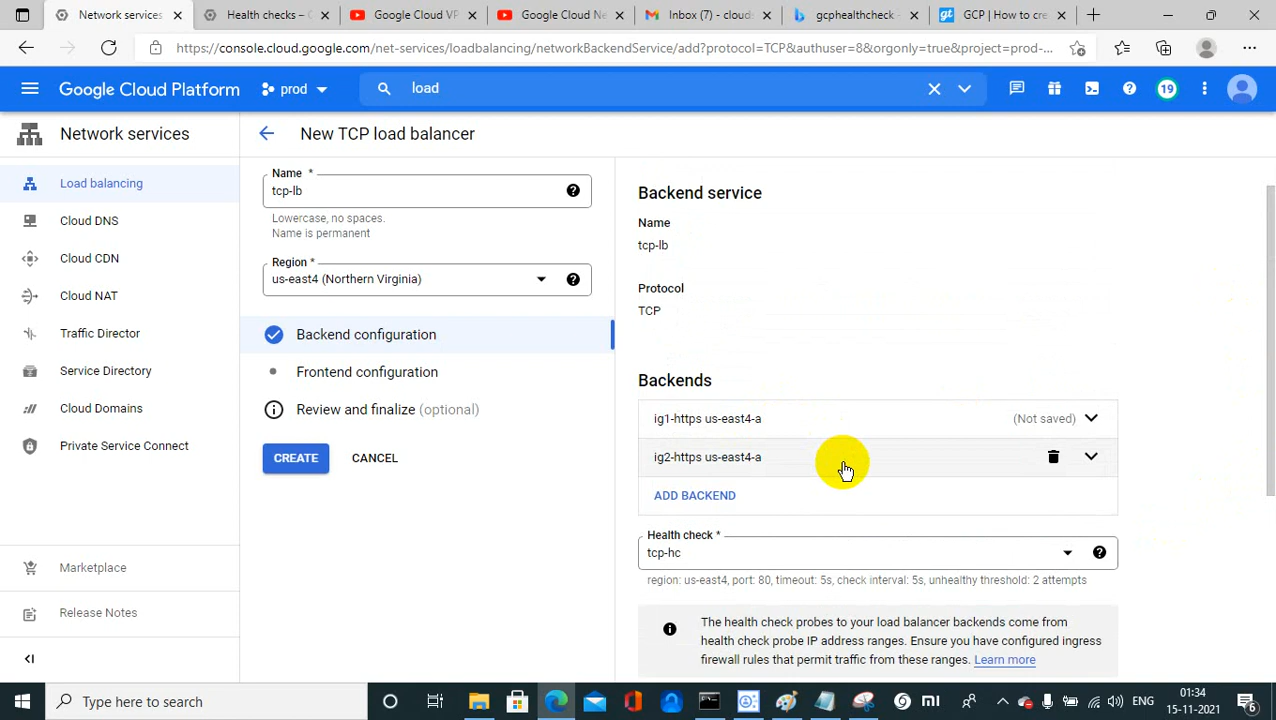 Network services
Health checks – C
Google Cloud VP
Google Cloud Ne
Inbox (7) - cloud
gcphealthcheck -
GCP | How to cre
https://console.cloud.google.com/net-services/loadbalancing/networkBackendService/add?protocol=TCP&authuser=8&orgonly=true&project=prod-...
Google Cloud Platform
prod
load
19
Network services
New TCP load balancer
Load balancing
Cloud DNS
Cloud CDN
Cloud NAT
Traffic Director
Service Directory
Cloud Domains
Private Service Connect
Marketplace
Release Notes
Name *
tcp-lb
Lowercase, no spaces.
Name is permanent
Region *
us-east4 (Northern Virginia)
Backend configuration
Frontend configuration
Review and finalize (optional)
CREATE
CANCEL
Backend service
Name
tcp-lb
Protocol
TCP
Backends
ig1-https us-east4-a
(Not saved)
ig2-https us-east4-a
ADD BACKEND
Health check *
tcp-hc
region: us-east4, port: 80, timeout: 5s, check interval: 5s, unhealthy threshold: 2 attempts
The health check probes to your load balancer backends come from
health check probe IP address ranges. Ensure you have configured ingress
firewall rules that permit traffic from these ranges. Learn more
Type here to search
ENG
01:34
15-11-2021
6